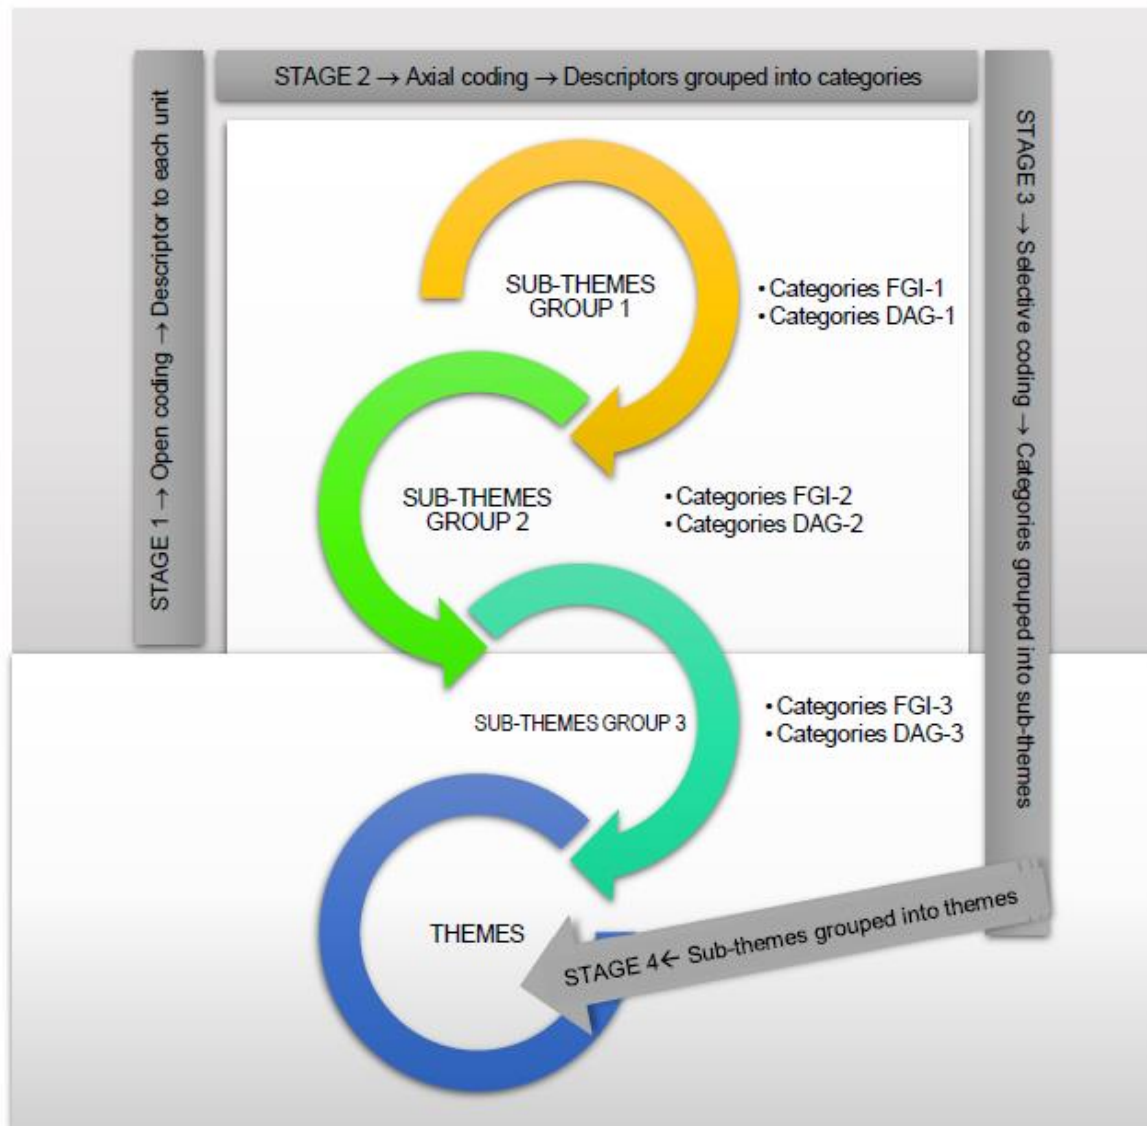 STAGE 2 → Axial coding → Descriptors grouped into categories
STAGE 1 → Open coding → Descriptor to each unit
STAGE 3 → Selective coding → Categories grouped into sub-themes
SUB-THEMES
GROUP 1
• Categories FGI-1
• Categories DAG-1
SUB-THEMES
GROUP 2
• Categories FGI-2
• Categories DAG-2
SUB-THEMES GROUP 3
• Categories FGI-3
• Categories DAG-3
THEMES
STAGE 4← Sub-themes grouped into themes